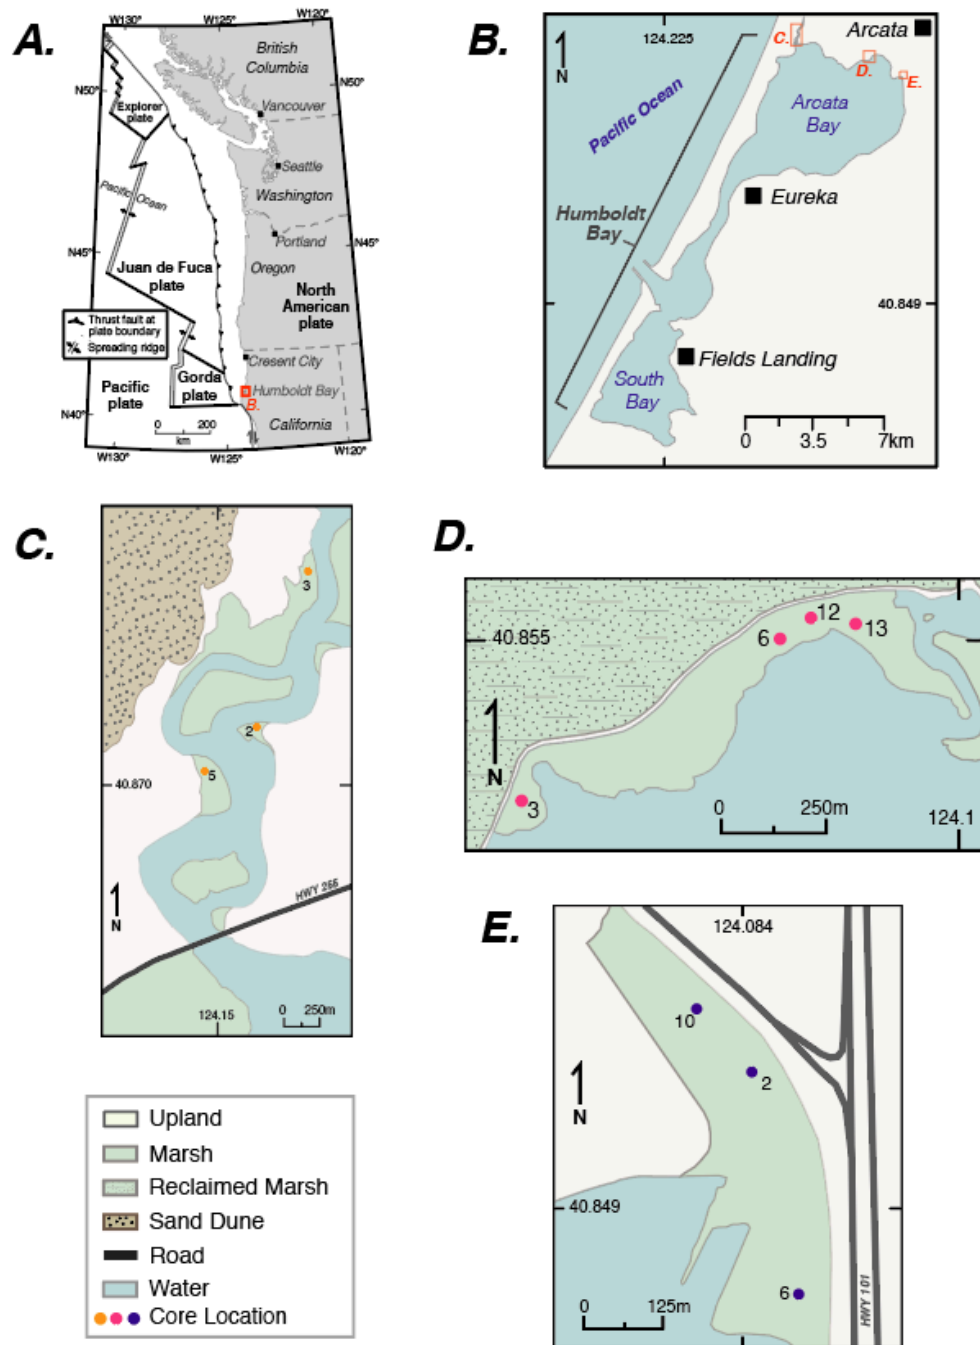 A.
W130°
W125°
W120°
British
Columbia
N50°
N50°
Explorer
plate
Vancouver
Seattle
Pacific Ocean
Washington
Portland
N45°
N45°
Oregon
Juan de Fuca
plate
North
American
plate
Thrust fault at
plate boundary
Spreading ridge
Cresent City
Gorda
plate
Humboldt Bay
B.
Pacific
plate
N40°
California
0 200
km
W130°
W125°
W120°
B.
124.225
C.
Arcata
D.
E.
N
Pacific Ocean
Arcata
Bay
Eureka
Humboldt
Bay
40.849
Fields Landing
South
Bay
0 3.5 7km
C.
3
2
5
40.870
HWY 255
N
124.15
0 250m
D.
40.855
12
6
13
N
3
0 250m
124.1
E.
124.084
10
2
N
40.849
6
0 125m
HWY 101
Upland
Marsh
Reclaimed Marsh
Sand Dune
Road
Water
Core Location